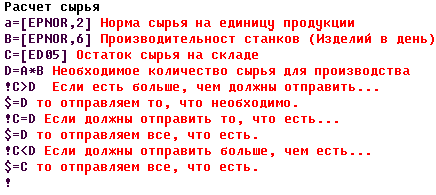 Расчет сырья
a=[EPNOR,2] Норма сырья на единицу продукции
B=[EPNOR,6] Производительност станков (Изделий в день)
C=[ED05] Остаток сырья на складе
D=A*B Необходимое количество сырья для производства
!C>D Если есть больше, чем должны отправить...
$=D то отправляем то, что необходимо.
!C=D Если должны отправить то, что есть...
$=D то отправляем все, что есть.
!C<D Если должны отправить больше, чем есть...
$=C то отправляем все, что есть.
!